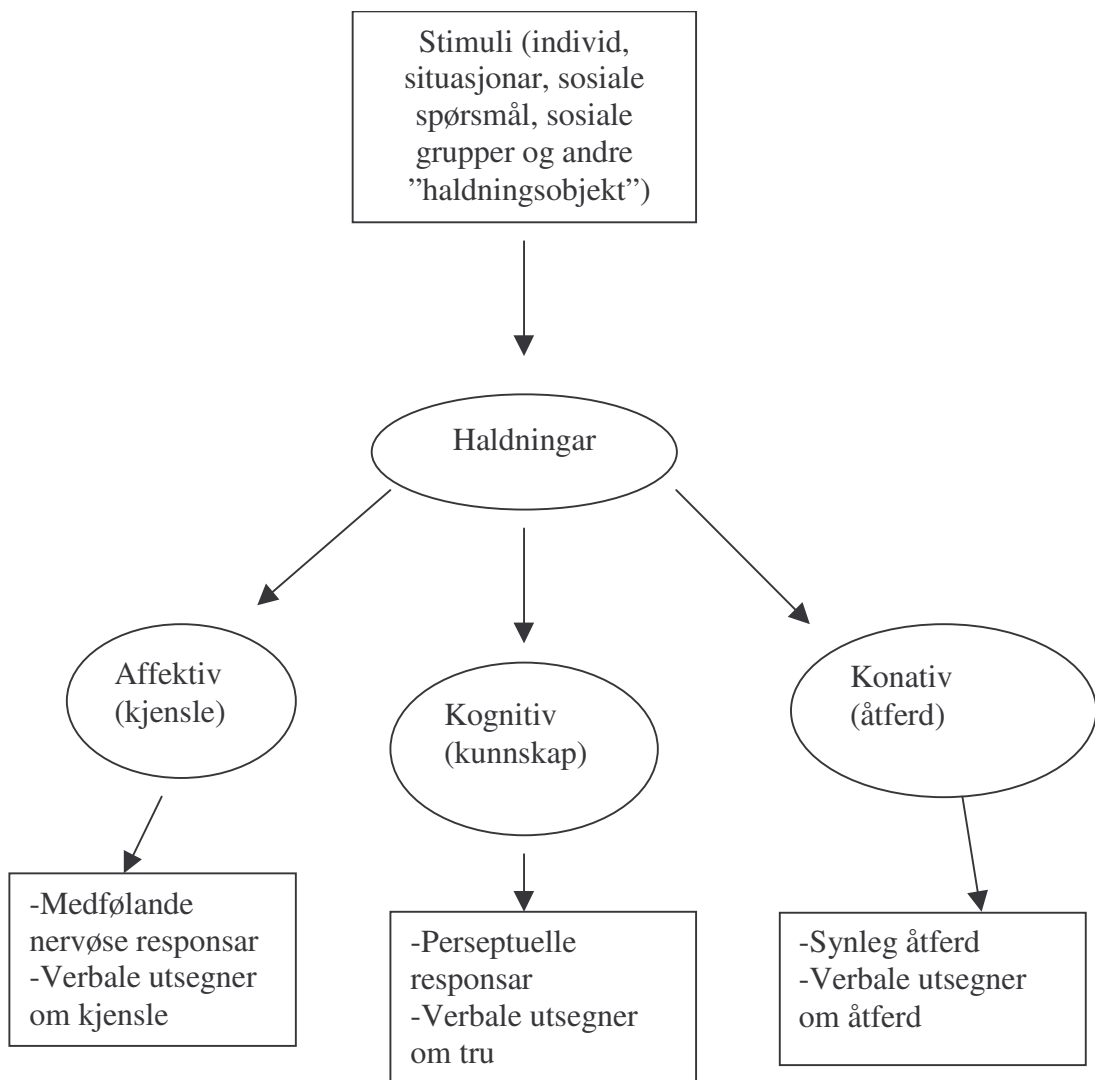 Stimuli (individ,
situasjonar, sosiale
spørsmål, sosiale
grupper og andre
”haldningsobjekt”)
Haldningar
Affektiv
(kjensle)
Kognitiv
(kunnskap)
Konativ
(åtferd)
-Medfølande
nervøse responsar
-Verbale utsegner
om kjensle
-Perseptuelle
responsar
-Verbale utsegner
om tru
-Synleg åtferd
-Verbale utsegner
om åtferd